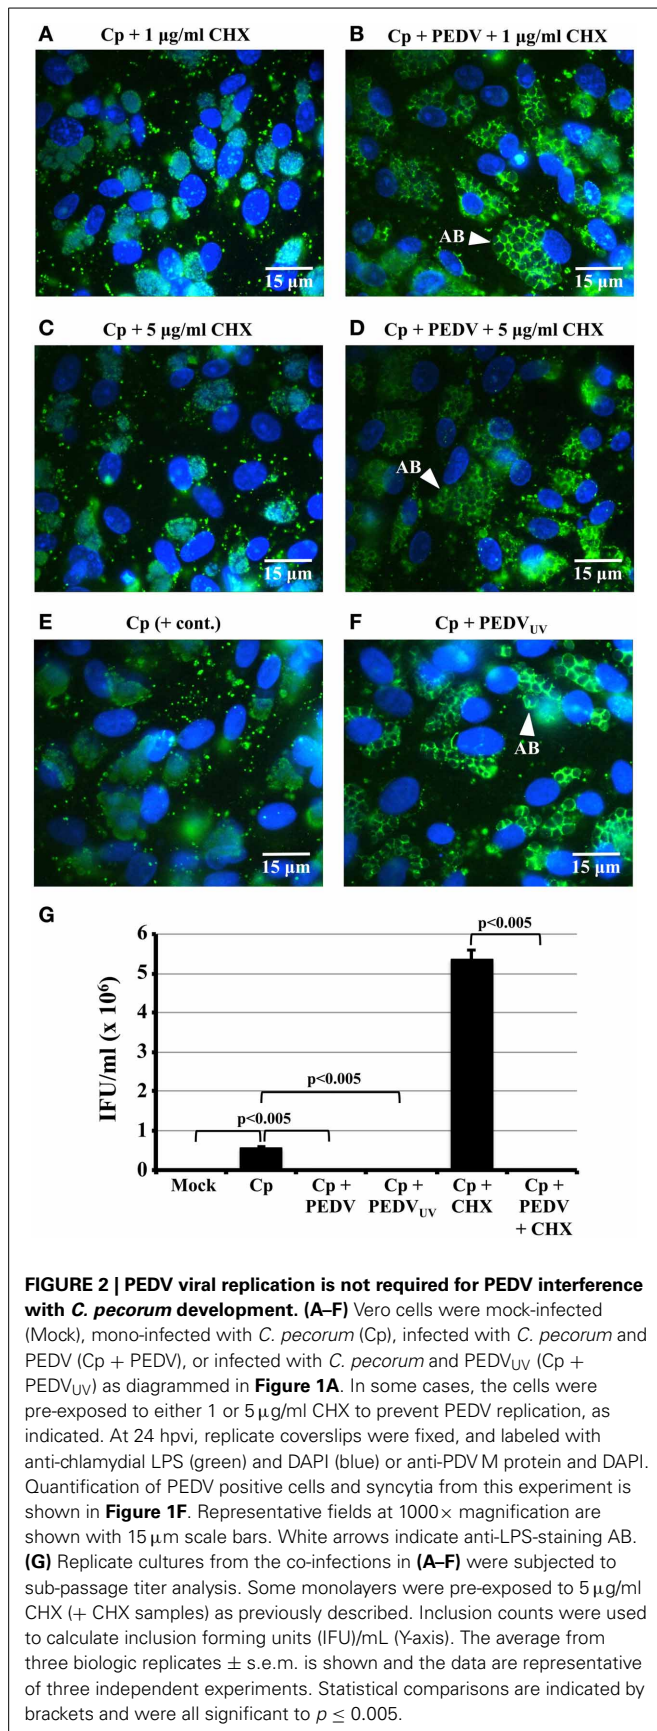 A Cp + 1 µg/ml CHX
B Cp + PEDV + 1 µg/ml CHX
15 µm
AB
15 µm
C Cp + 5 µg/ml CHX
D Cp + PEDV + 5 µg/ml CHX
15 µm
AB
15 µm
E Cp (+ cont.)
F Cp + PEDVUV
15 µm
AB
15 µm
G
p<0.005
p<0.005
p<0.005
IFU/ml (x 10⁶)
6
5
4
3
2
1
0
Mock
Cp
Cp +
PEDV
Cp +
PEDVUV
Cp +
CHX
Cp +
PEDV
+ CHX
FIGURE 2 | PEDV viral replication is not required for PEDV interference
with C. pecorum development. (A–F) Vero cells were mock-infected
(Mock), mono-infected with C. pecorum (Cp), infected with C. pecorum and
PEDV (Cp + PEDV), or infected with C. pecorum and PEDVUV (Cp +
PEDVUV) as diagrammed in Figure 1A. In some cases, the cells were
pre-exposed to either 1 or 5 µg/ml CHX to prevent PEDV replication, as
indicated. At 24 hpvi, replicate coverslips were fixed, and labeled with
anti-chlamydial LPS (green) and DAPI (blue) or anti-PDV M protein and DAPI.
Quantification of PEDV positive cells and syncytia from this experiment is
shown in Figure 1F. Representative fields at 1000× magnification are
shown with 15 µm scale bars. White arrows indicate anti-LPS-staining AB.
(G) Replicate cultures from the co-infections in (A–F) were subjected to
sub-passage titer analysis. Some monolayers were pre-exposed to 5 µg/ml
CHX (+ CHX samples) as previously described. Inclusion counts were used
to calculate inclusion forming units (IFU)/mL (Y-axis). The average from
three biologic replicates ± s.e.m. is shown and the data are representative
of three independent experiments. Statistical comparisons are indicated by
brackets and were all significant to p ≤ 0.005.